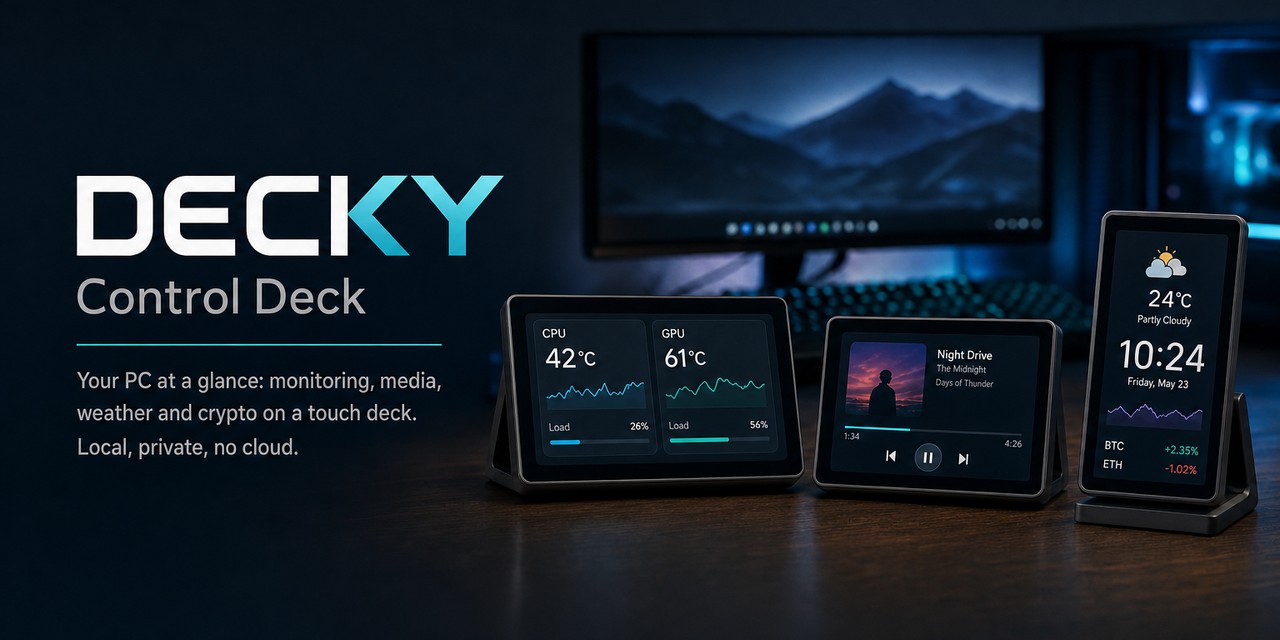 DECKY
Control Deck
Your PC at a glance: monitoring, media,
weather and crypto on a touch deck.
Local, private, no cloud.
CPU
42°C
Load
26%
GPU
61°C
Load
56%
Night Drive
The Midnight
Days of Thunder
1:34
4:26
24°C
Partly Cloudy
10:24
Friday, May 23
BTC
+2.35%
ETH
-1.02%